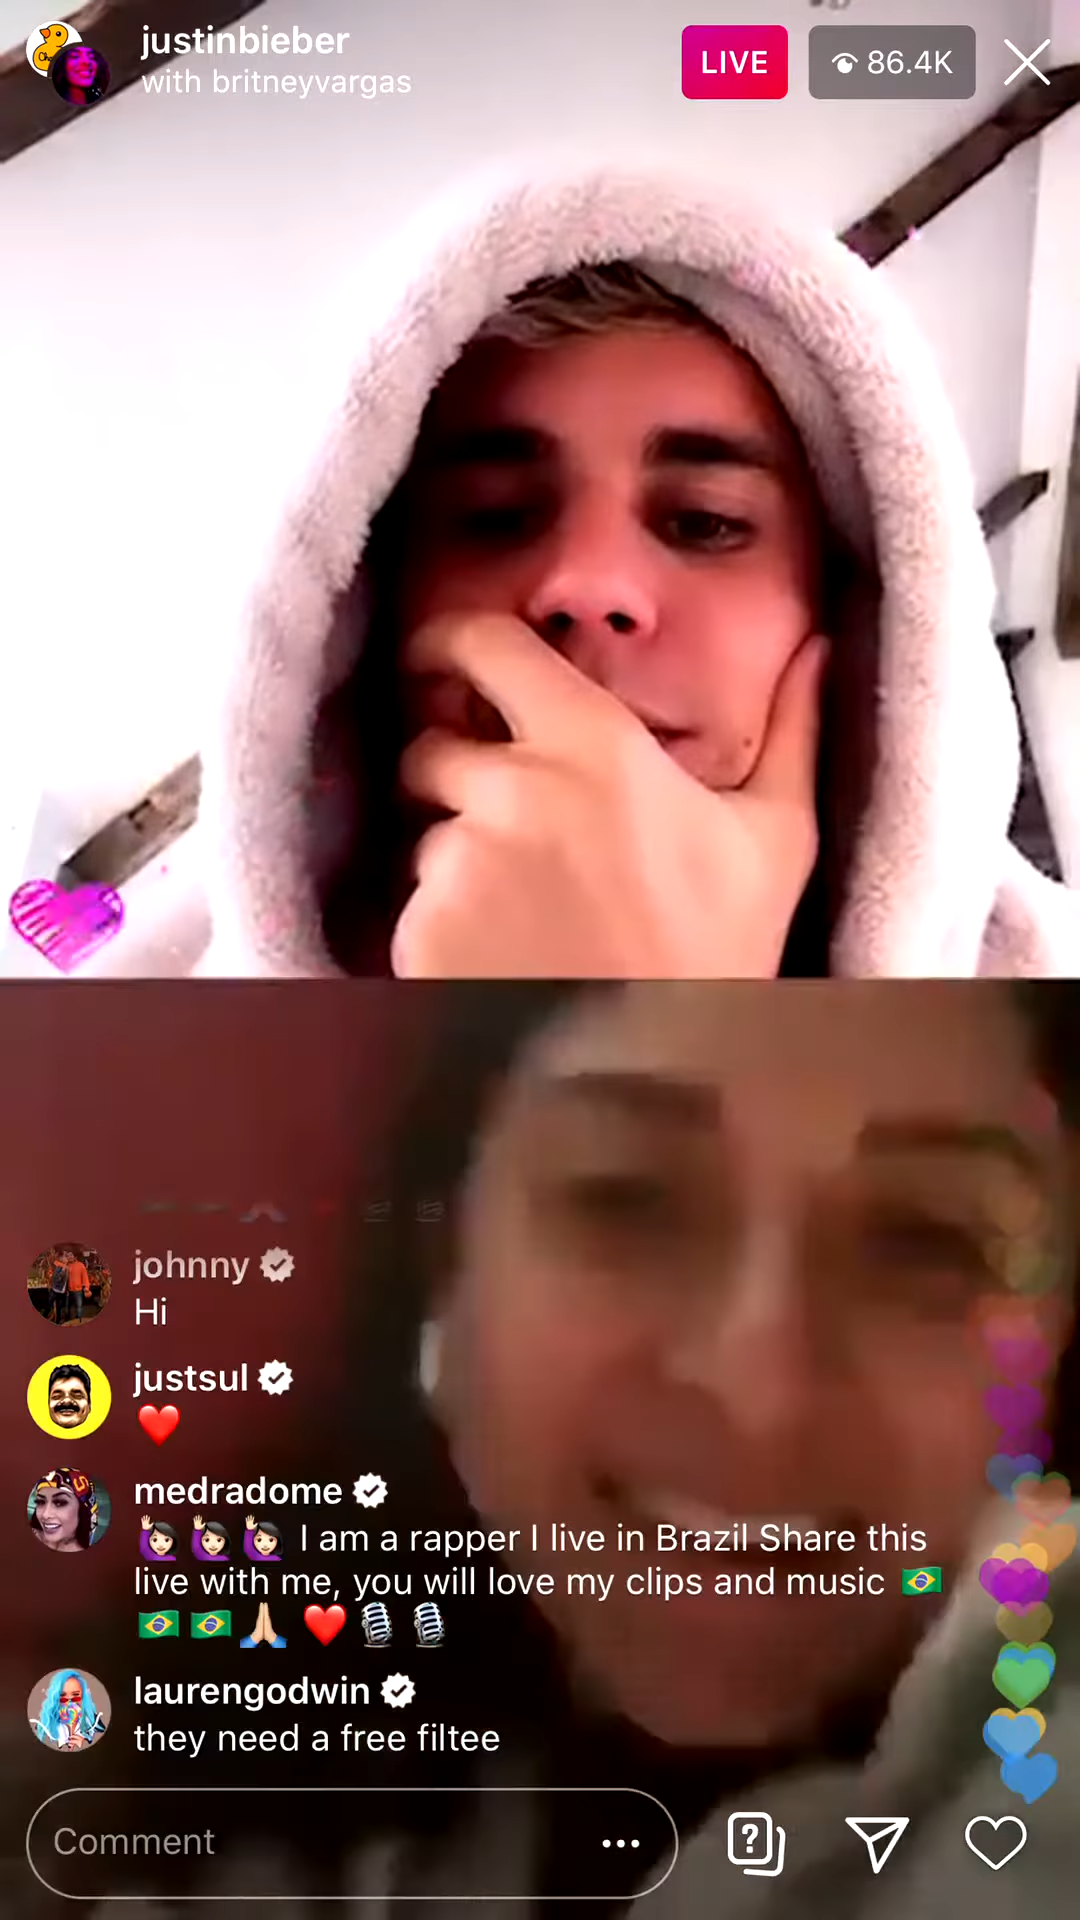 justinbieber
with britneyvargas
LIVE
86.4K
johnny
Hi
justsul
❤️
medradome
🙋🏻‍♀️🙋🏻‍♀️🙋🏻‍♀️ I am a rapper I live in Brazil Share this
live with me, you will love my clips and music 🇧🇷
🇧🇷🇧🇷🙏🏼❤️🎙️🎙️
laurengodwin
they need a free filtee
Comment